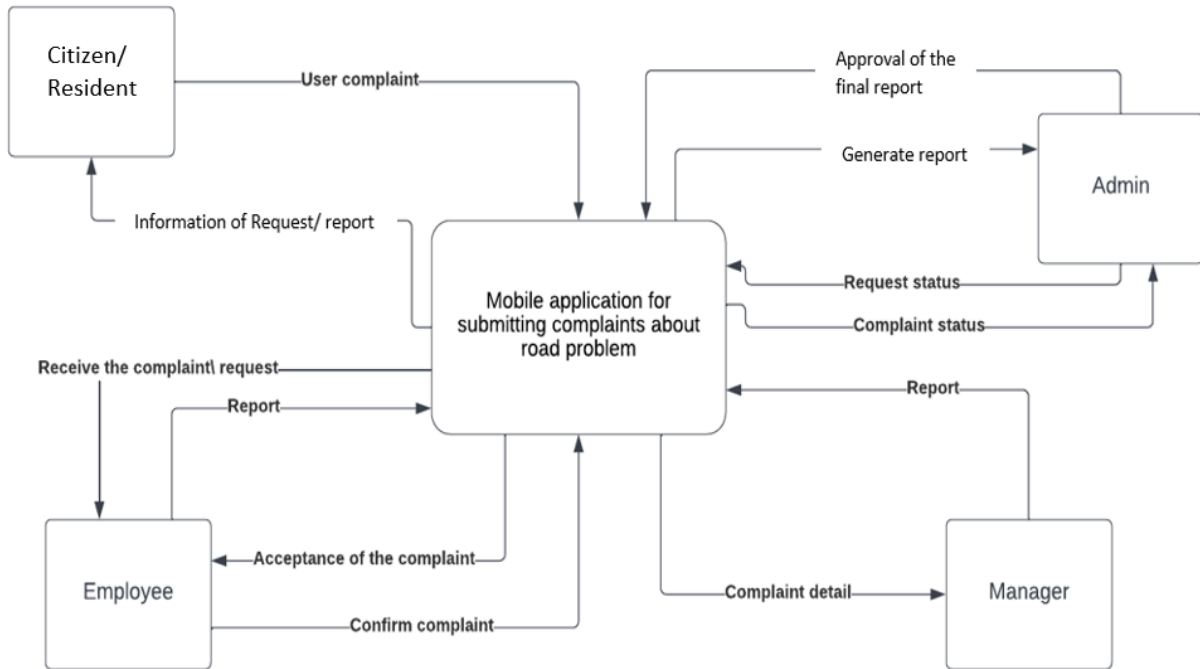 Citizen/
Resident
User complaint
Approval of the
final report
Generate report
Admin
Information of Request/ report
Request status
Mobile application for
submitting complaints about
road problem
Complaint status
Receive the complaint\ request
Report
Report
Acceptance of the complaint
Employee
Complaint detail
Manager
Confirm complaint